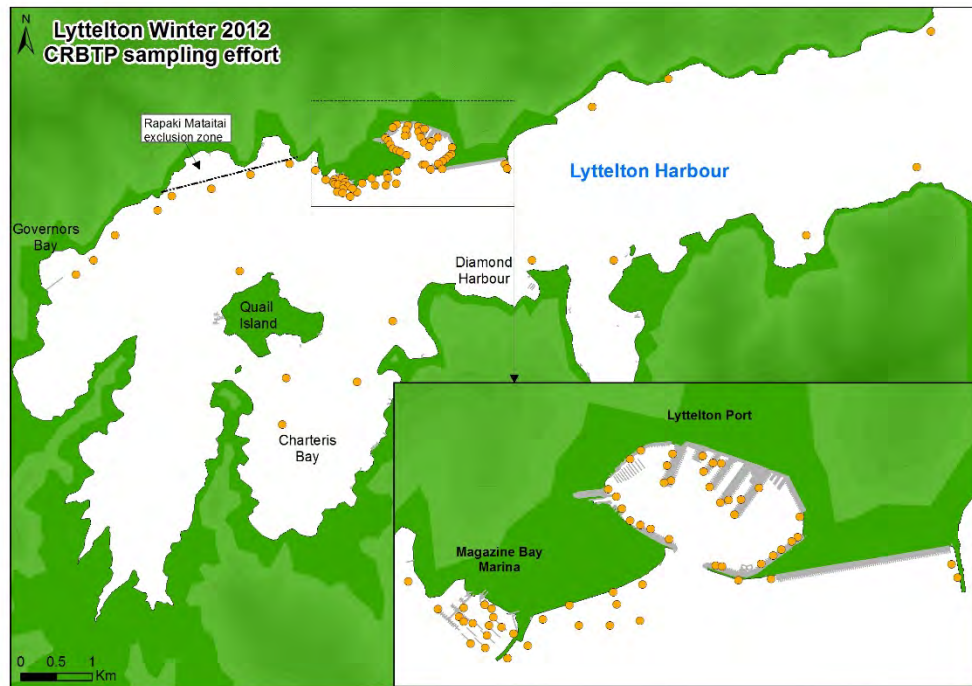 N
Lyttelton Winter 2012
CRBTP sampling effort
Rapaki Mataitai
exclusion zone
Lyttelton Harbour
Governors
Bay
Diamond
Harbour
Quail
Island
Charteris
Bay
Lyttelton Port
Magazine Bay
Marina
0 0.5 1
Km